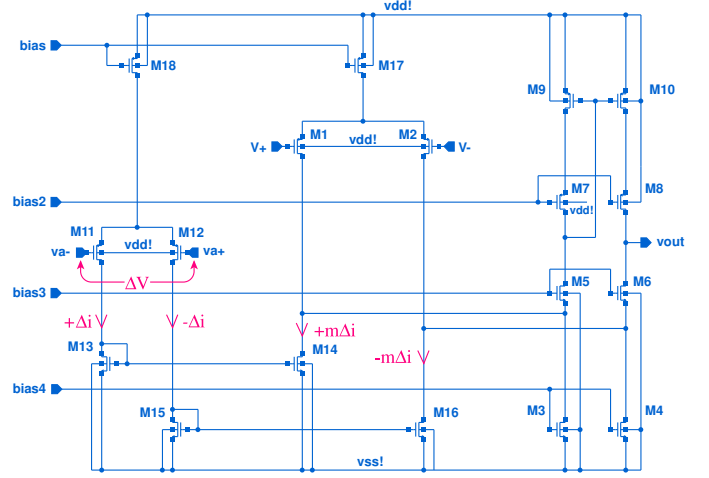 vdd!
bias
M18
M17
M9
M10
M1
M2
V+
vdd!
V-
M7
M8
bias2
vdd!
M11
M12
va-
vdd!
va+
vout
ΔV
M5
M6
bias3
+Δi
-Δi
+mΔi
M13
M14
-mΔi
bias4
M15
M16
M3
M4
vss!